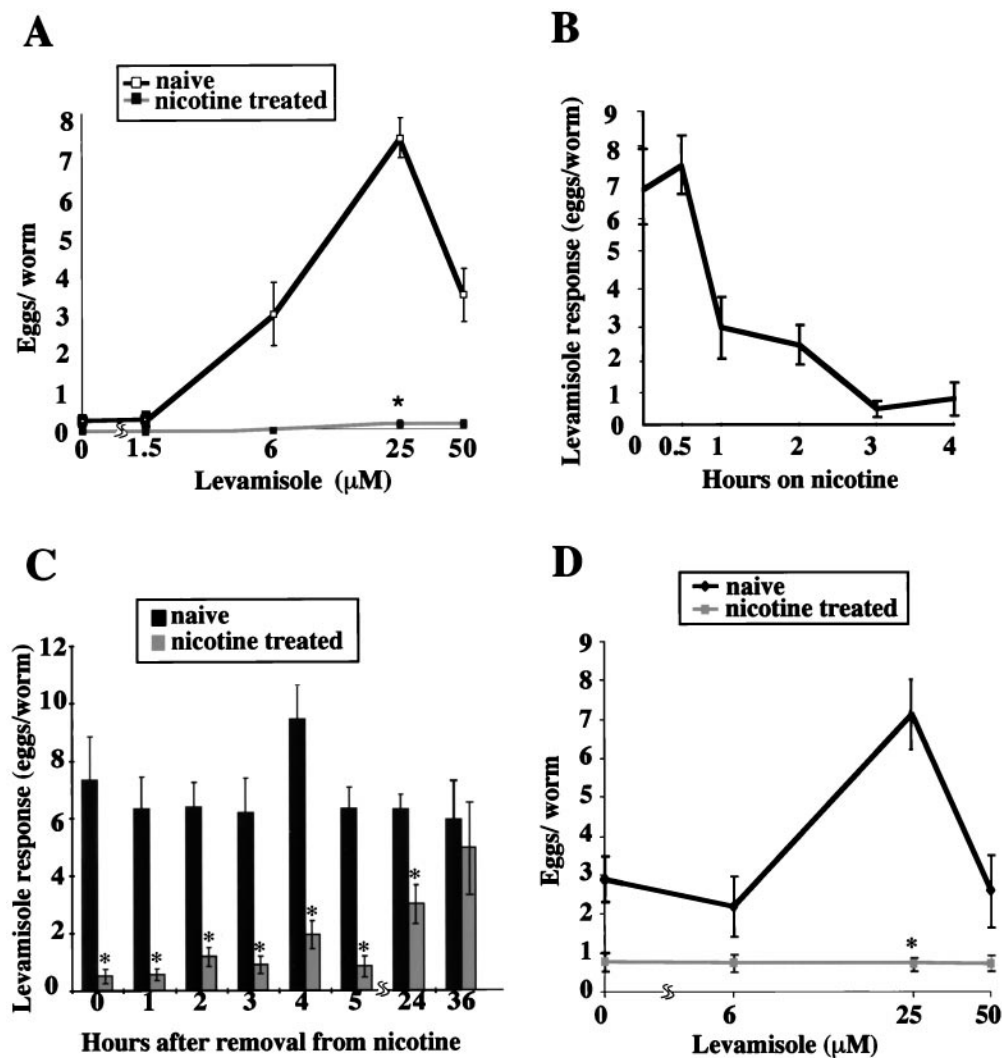 A
naive
nicotine treated
8
7
6
5
4
3
2
1
0
Eggs/ worm
*
0 1.5 6 25 50
Levamisole (µM)
B
9
8
7
6
5
4
3
2
1
0
Levamisole response (eggs/worm)
0 0.5 1 2 3 4
Hours on nicotine
C
naive
nicotine treated
12
10
8
6
4
2
0
Levamisole response (eggs/worm)
* * * * * * *
0 1 2 3 4 5 24 36
Hours after removal from nicotine
D
naive
nicotine treated
9
8
7
6
5
4
3
2
1
0
Eggs/ worm
*
0 6 25 50
Levamisole (µM)